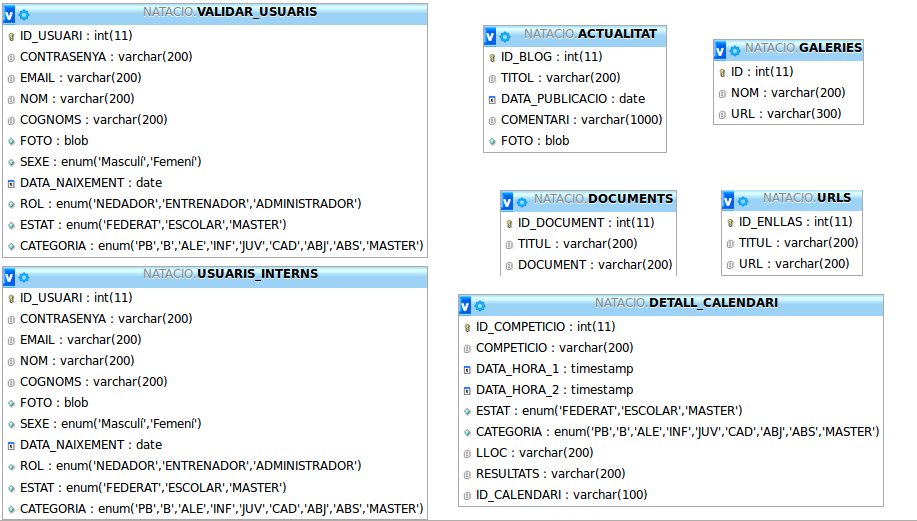 NATACIO.VALIDAR_USUARIS
ID_USUARI : int(11)
CONTRASENYA : varchar(200)
EMAIL : varchar(200)
NOM : varchar(200)
COGNOMS : varchar(200)
FOTO : blob
SEXE : enum('Masculí','Femení')
DATA_NAIXEMENT : date
ROL : enum('NEDADOR','ENTRENADOR','ADMINISTRADOR')
ESTAT : enum('FEDERAT','ESCOLAR','MASTER')
CATEGORIA : enum('PB','B','ALE','INF','JUV','CAD','ABJ','ABS','MASTER')
NATACIO.USUARIS_INTERNS
ID_USUARI : int(11)
CONTRASENYA : varchar(200)
EMAIL : varchar(200)
NOM : varchar(200)
COGNOMS : varchar(200)
FOTO : blob
SEXE : enum('Masculí','Femení')
DATA_NAIXEMENT : date
ROL : enum('NEDADOR','ENTRENADOR','ADMINISTRADOR')
ESTAT : enum('FEDERAT','ESCOLAR','MASTER')
CATEGORIA : enum('PB','B','ALE','INF','JUV','CAD','ABJ','ABS','MASTER')
NATACIO.ACTUALITAT
ID_BLOG : int(11)
TITOL : varchar(200)
DATA_PUBLICACIO : date
COMENTARI : varchar(1000)
FOTO : blob
NATACIO.GALERIES
ID : int(11)
NOM : varchar(200)
URL : varchar(300)
NATACIO.DOCUMENTS
ID_DOCUMENT : int(11)
TITUL : varchar(200)
DOCUMENT : varchar(200)
NATACIO.URLS
ID_ENLLAS : int(11)
TITUL : varchar(200)
URL : varchar(200)
NATACIO.DETALL_CALENDARI
ID_COMPETICIO : int(11)
COMPETICIO : varchar(200)
DATA_HORA_1 : timestamp
DATA_HORA_2 : timestamp
ESTAT : enum('FEDERAT','ESCOLAR','MASTER')
CATEGORIA : enum('PB','B','ALE','INF','JUV','CAD','ABJ','ABS','MASTER')
LLOC : varchar(200)
RESULTATS : varchar(200)
ID_CALENDARI : varchar(100)